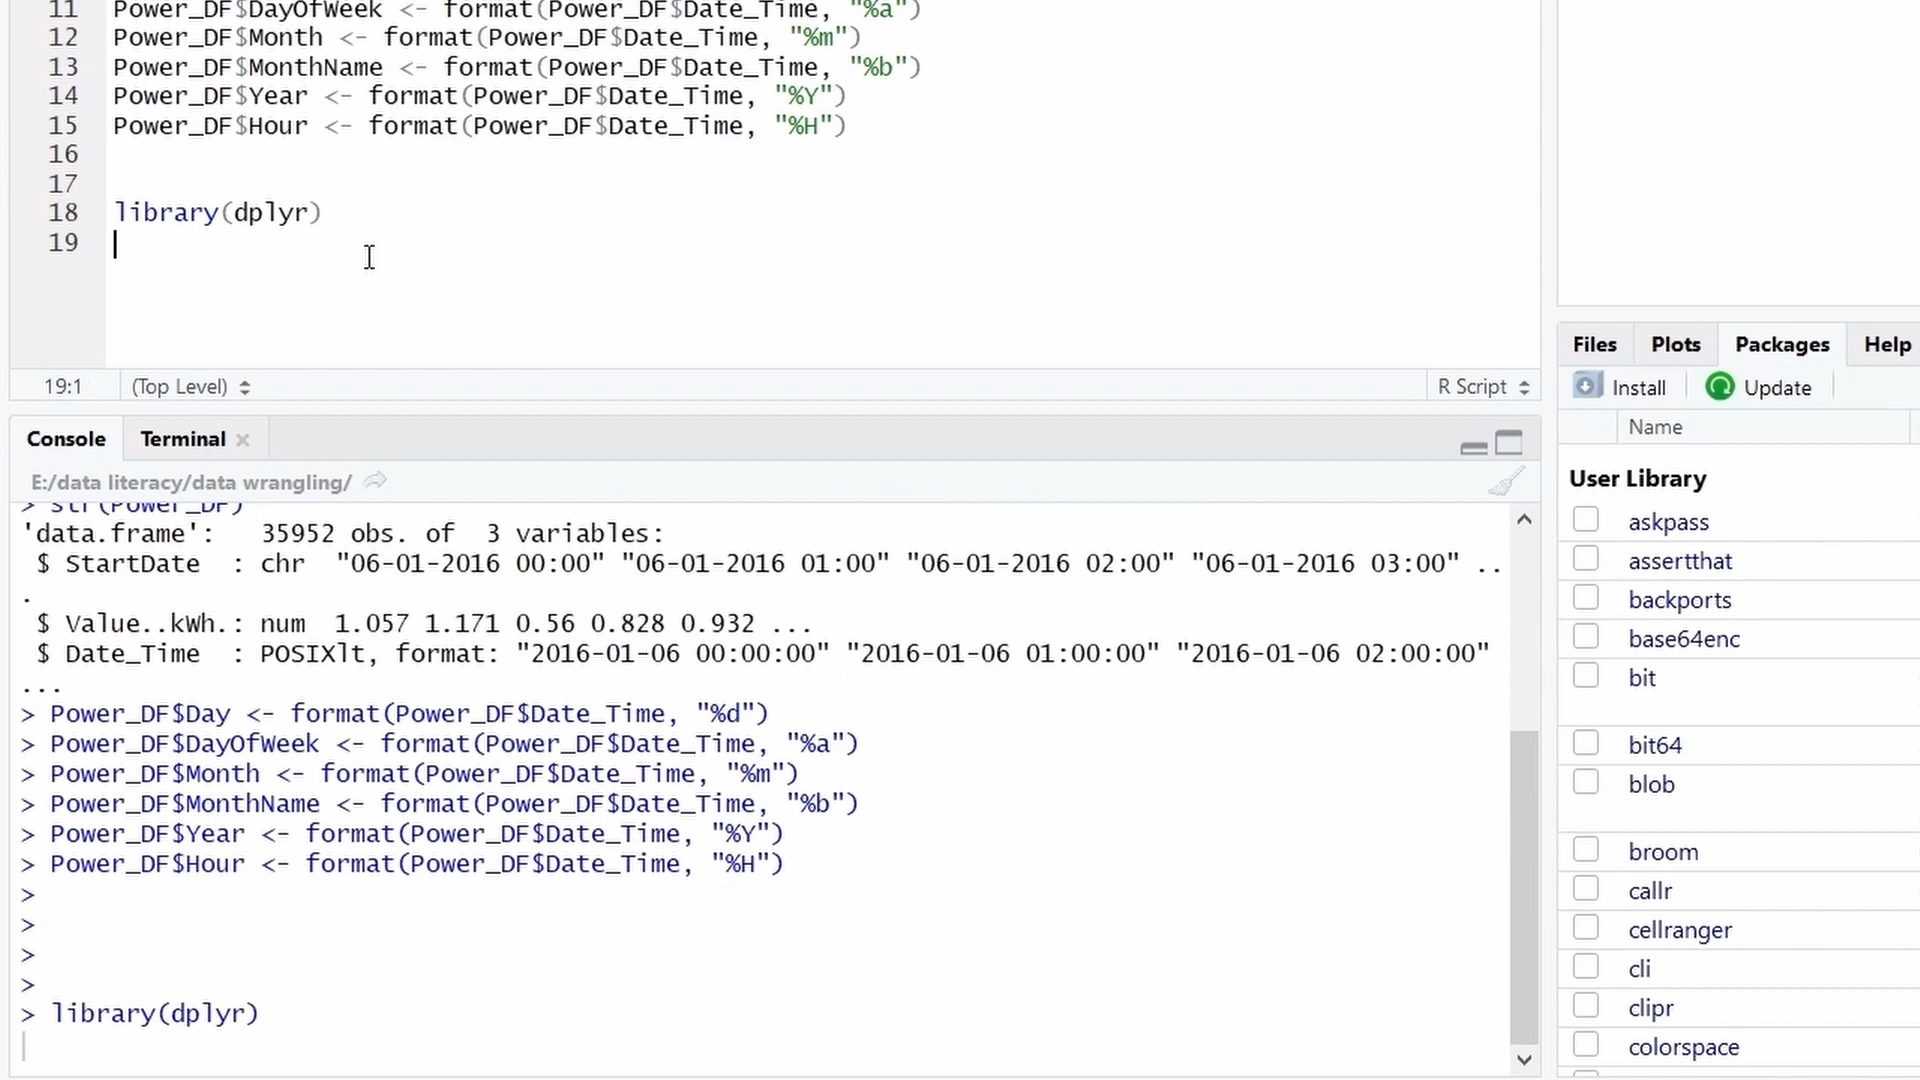 11 Power_DF$DayOfWeek <- format(Power_DF$Date_Time, "%a")
12 Power_DF$Month <- format(Power_DF$Date_Time, "%m")
13 Power_DF$MonthName <- format(Power_DF$Date_Time, "%b")
14 Power_DF$Year <- format(Power_DF$Date_Time, "%Y")
15 Power_DF$Hour <- format(Power_DF$Date_Time, "%H")
16
17
18 library(dplyr)
19
19:1 (Top Level) R Script
Console Terminal
E:/data literacy/data wrangling/
> str(Power_DF)
'data.frame': 35952 obs. of 3 variables:
$ StartDate : chr "06-01-2016 00:00" "06-01-2016 01:00" "06-01-2016 02:00" "06-01-2016 03:00" ..
.
$ Value..kWh.: num 1.057 1.171 0.56 0.828 0.932 ...
$ Date_Time : POSIXlt, format: "2016-01-06 00:00:00" "2016-01-06 01:00:00" "2016-01-06 02:00:00"
...
> Power_DF$Day <- format(Power_DF$Date_Time, "%d")
> Power_DF$DayOfWeek <- format(Power_DF$Date_Time, "%a")
> Power_DF$Month <- format(Power_DF$Date_Time, "%m")
> Power_DF$MonthName <- format(Power_DF$Date_Time, "%b")
> Power_DF$Year <- format(Power_DF$Date_Time, "%Y")
> Power_DF$Hour <- format(Power_DF$Date_Time, "%H")
>
>
>
>
> library(dplyr)
Files Plots Packages Help
Install Update
Name
User Library
askpass
assertthat
backports
base64enc
bit
bit64
blob
broom
callr
cellranger
cli
clipr
colorspace